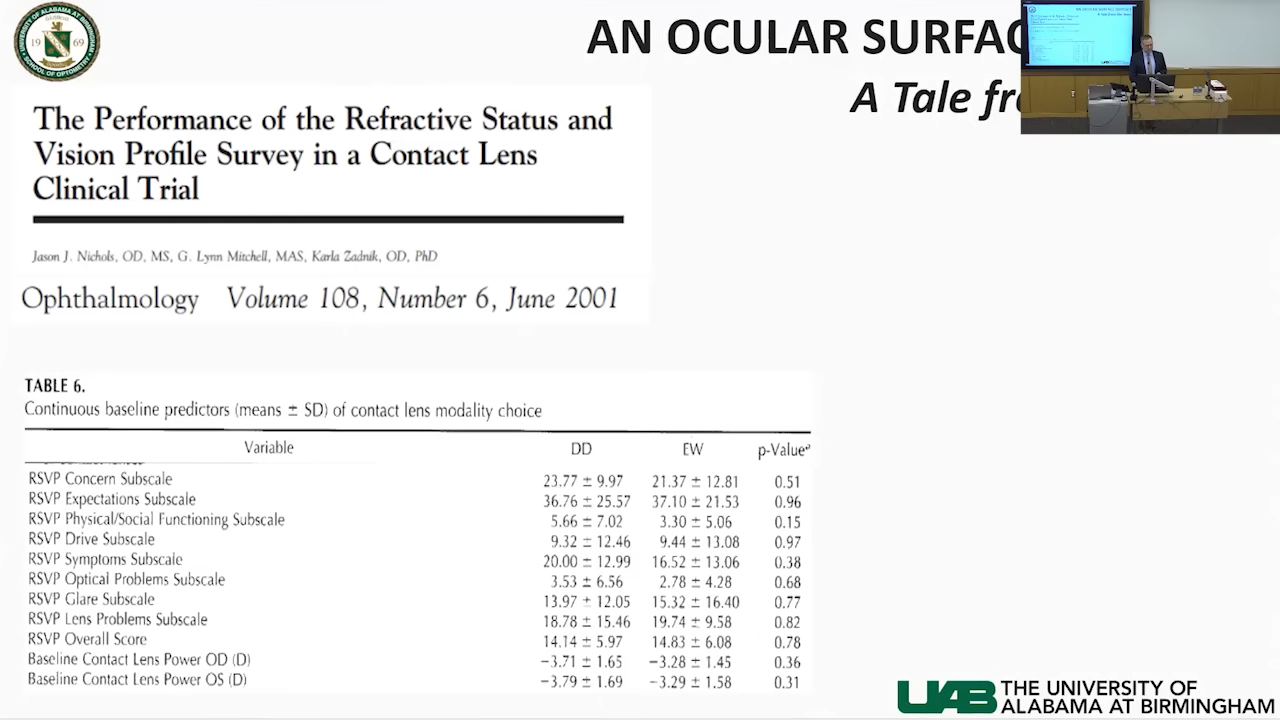 THE UNIVERSITY OF ALABAMA AT BIRMINGHAM
SCHOOL OF OPTOMETRY
1969
AN OCULAR SURFAC
A Tale fr
The Performance of the Refractive Status and
Vision Profile Survey in a Contact Lens
Clinical Trial
Jason J. Nichols, OD, MS, G. Lynn Mitchell, MAS, Karla Zadnik, OD, PhD
Ophthalmology Volume 108, Number 6, June 2001
TABLE 6.
Continuous baseline predictors (means ± SD) of contact lens modality choice
Variable DD EW p-Value
RSVP Concern Subscale 23.77 ± 9.97 21.37 ± 12.81 0.51
RSVP Expectations Subscale 36.76 ± 25.57 37.10 ± 21.53 0.96
RSVP Physical/Social Functioning Subscale 5.66 ± 7.02 3.30 ± 5.06 0.15
RSVP Drive Subscale 9.32 ± 12.46 9.44 ± 13.08 0.97
RSVP Symptoms Subscale 20.00 ± 12.99 16.52 ± 13.06 0.38
RSVP Optical Problems Subscale 3.53 ± 6.56 2.78 ± 4.28 0.68
RSVP Glare Subscale 13.97 ± 12.05 15.32 ± 16.40 0.77
RSVP Lens Problems Subscale 18.78 ± 15.46 19.74 ± 9.58 0.82
RSVP Overall Score 14.14 ± 5.97 14.83 ± 6.08 0.78
Baseline Contact Lens Power OD (D) −3.71 ± 1.65 −3.28 ± 1.45 0.36
Baseline Contact Lens Power OS (D) −3.79 ± 1.69 −3.29 ± 1.58 0.31
UAB THE UNIVERSITY OF
ALABAMA AT BIRMINGHAM